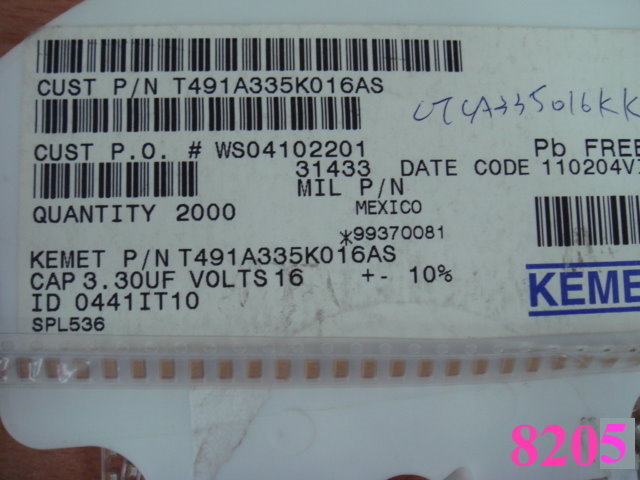 CUST P/N T491A335K016AS
CUST P.O. # WS04102201
Pb FREE
31433 DATE CODE 110204V
MIL P/N
QUANTITY 2000
MEXICO
*99370081
KEMET P/N T491A335K016AS
CAP 3.30UF VOLTS 16 +- 10%
KEME
ID 0441IT10
SPL536
8205